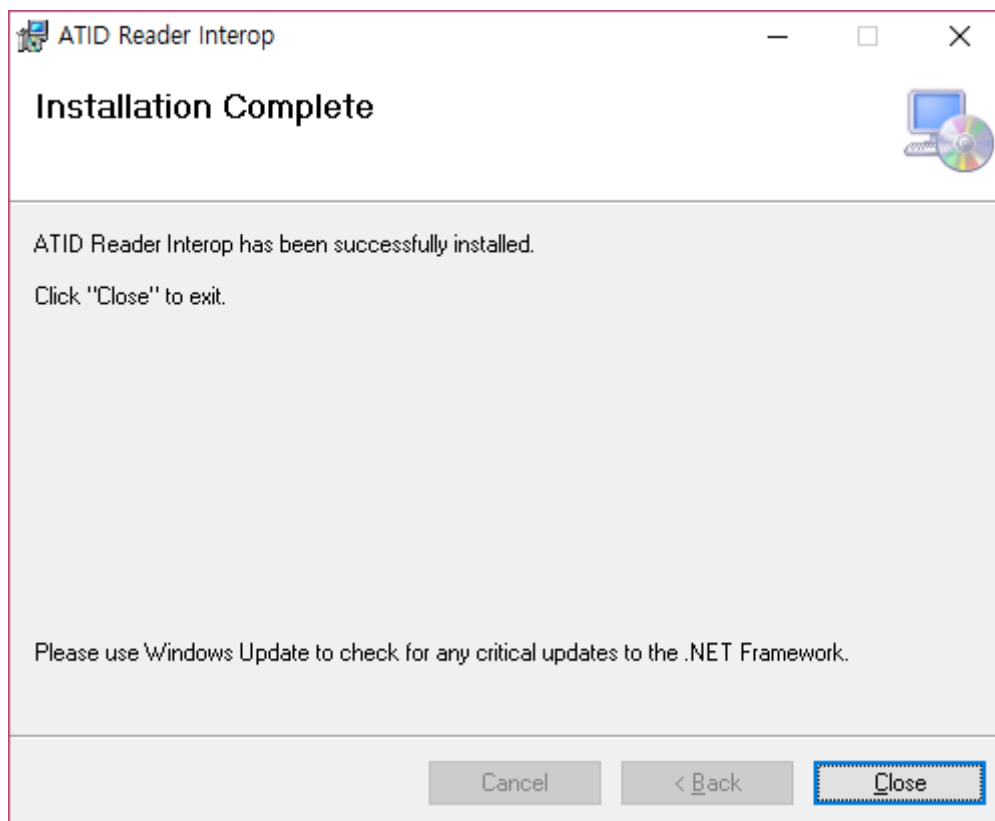 ATID Reader Interop
Installation Complete
ATID Reader Interop has been successfully installed.
Click "Close" to exit.
Please use Windows Update to check for any critical updates to the .NET Framework.
Cancel
< Back
Close